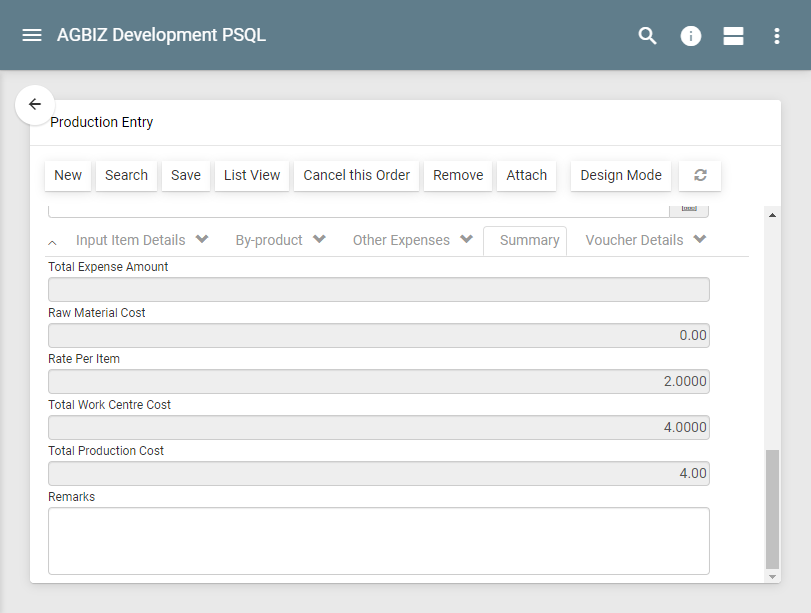 AGBIZ Development PSQL
Production Entry
New Search Save List View Cancel this Order Remove Attach Design Mode
Input Item Details By-product Other Expenses Summary Voucher Details
Total Expense Amount
Raw Material Cost
0.00
Rate Per Item
2.0000
Total Work Centre Cost
4.0000
Total Production Cost
4.00
Remarks